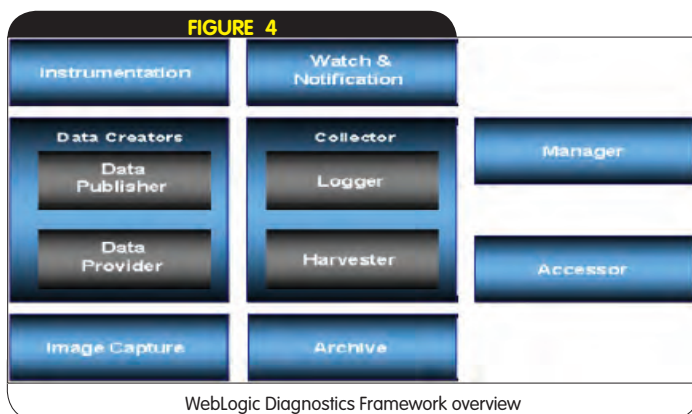 FIGURE 4
Instrumentation
Watch &
Notification
Data Creators
Data
Publisher
Data
Provider
Collector
Logger
Harvester
Manager
Accessor
Image Capture
Archive
WebLogic Diagnostics Framework overview